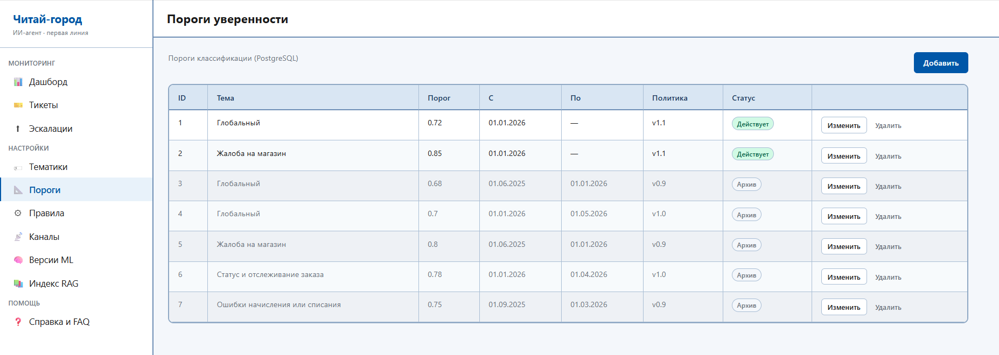 Читай-город
ИИ-агент · первая линия
МОНИТОРИНГ
Дашборд
Тикеты
Эскалации
НАСТРОЙКИ
Тематики
Пороги
Правила
Каналы
Версии ML
Индекс RAG
ПОМОЩЬ
Справка и FAQ
Пороги уверенности
Пороги классификации (PostgreSQL)
Добавить
ID Тема Порог С По Политика Статус
1 Глобальный 0.72 01.01.2026 — v1.1 Действует Изменить Удалить
2 Жалоба на магазин 0.85 01.01.2026 — v1.1 Действует Изменить Удалить
3 Глобальный 0.68 01.06.2025 01.01.2026 v0.9 Архив Изменить Удалить
4 Глобальный 0.7 01.01.2026 01.05.2026 v1.0 Архив Изменить Удалить
5 Жалоба на магазин 0.8 01.06.2025 01.01.2026 v0.9 Архив Изменить Удалить
6 Статус и отслеживание заказа 0.78 01.01.2026 01.04.2026 v1.0 Архив Изменить Удалить
7 Ошибки начисления или списания 0.75 01.09.2025 01.03.2026 v0.9 Архив Изменить Удалить